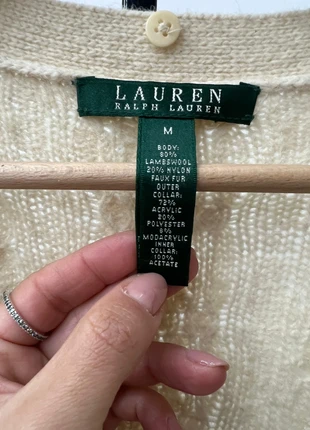 LAUREN
RALPH LAUREN
M
BODY:
80%
LAMBSWOOL
20% NYLON
FAUX FUR
OUTER
COLLAR:
72%
ACRYLIC
20%
POLYESTER
8%
MODACRYLIC
INNER
COLLAR:
100%
ACETATE